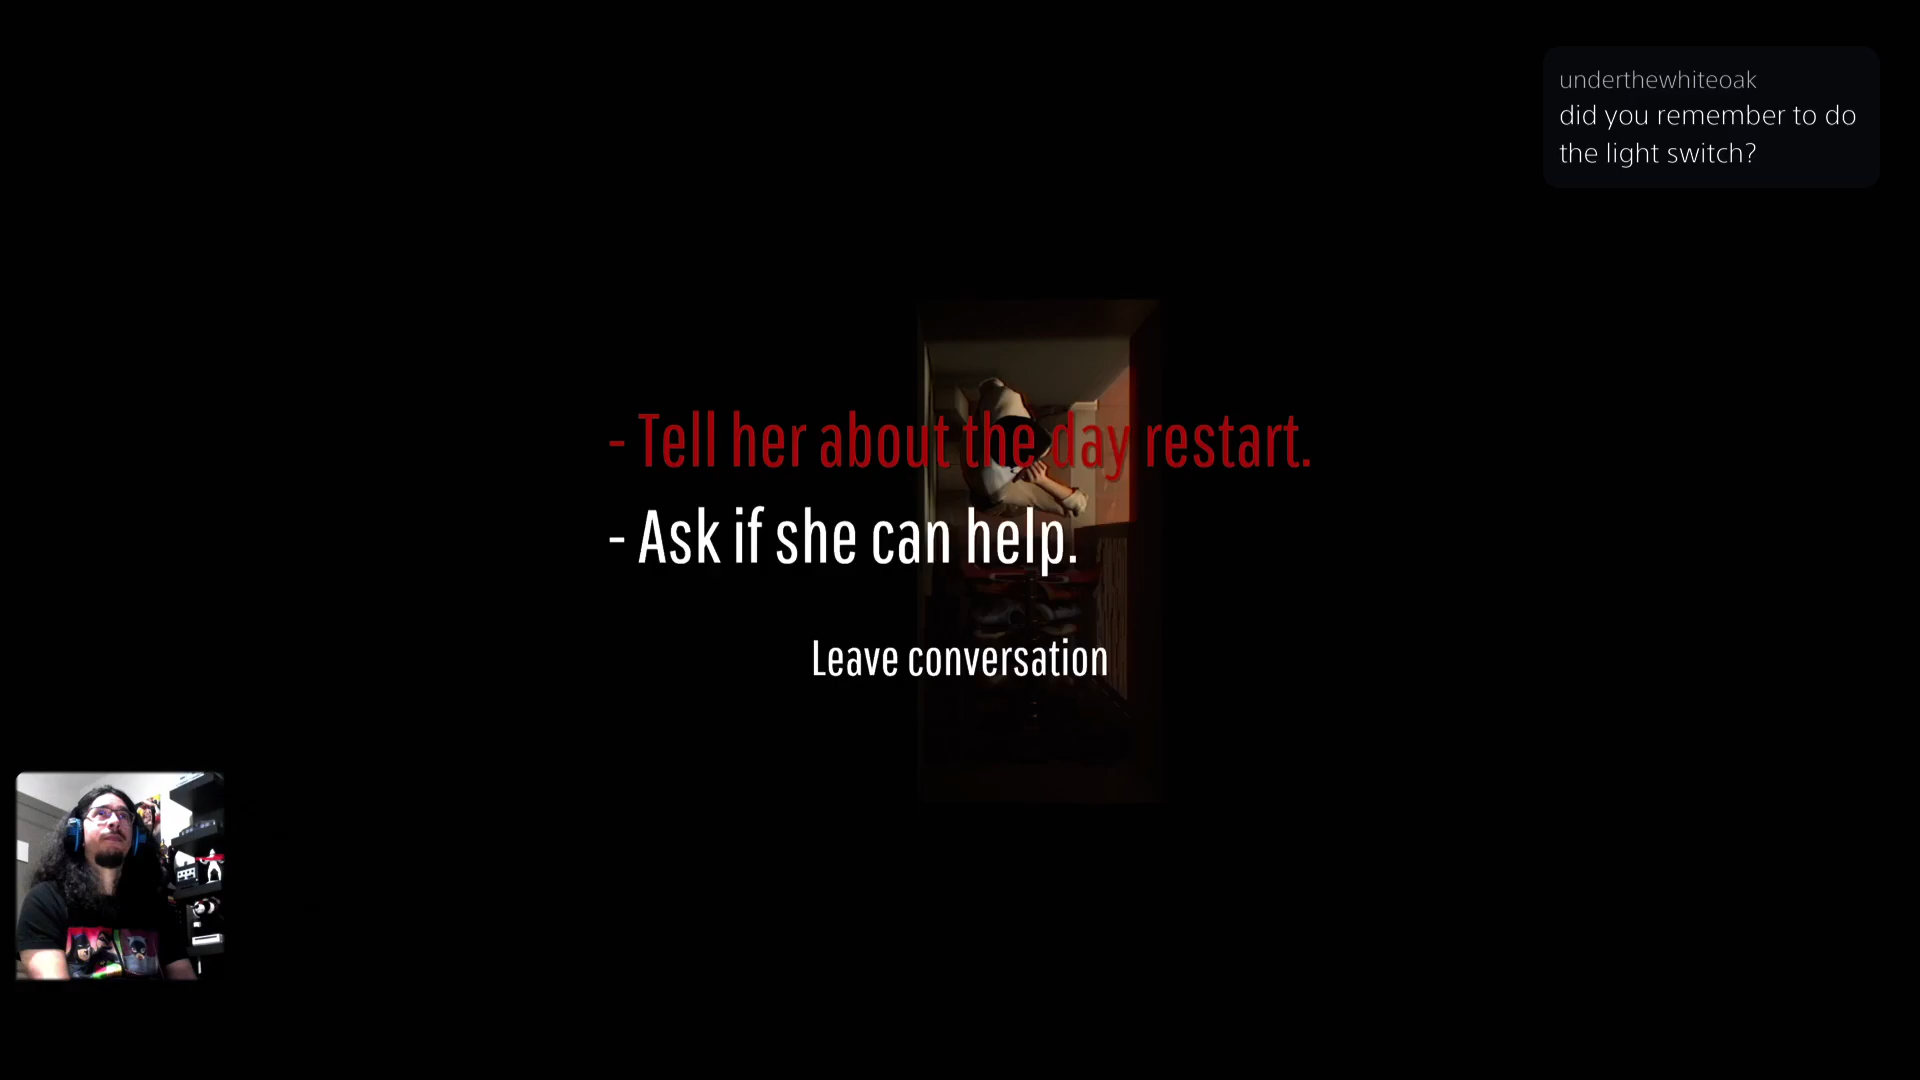 underthewhiteoak
did you remember to do
the light switch?
- Tell her about the day restart.
- Ask if she can help.
Leave conversation